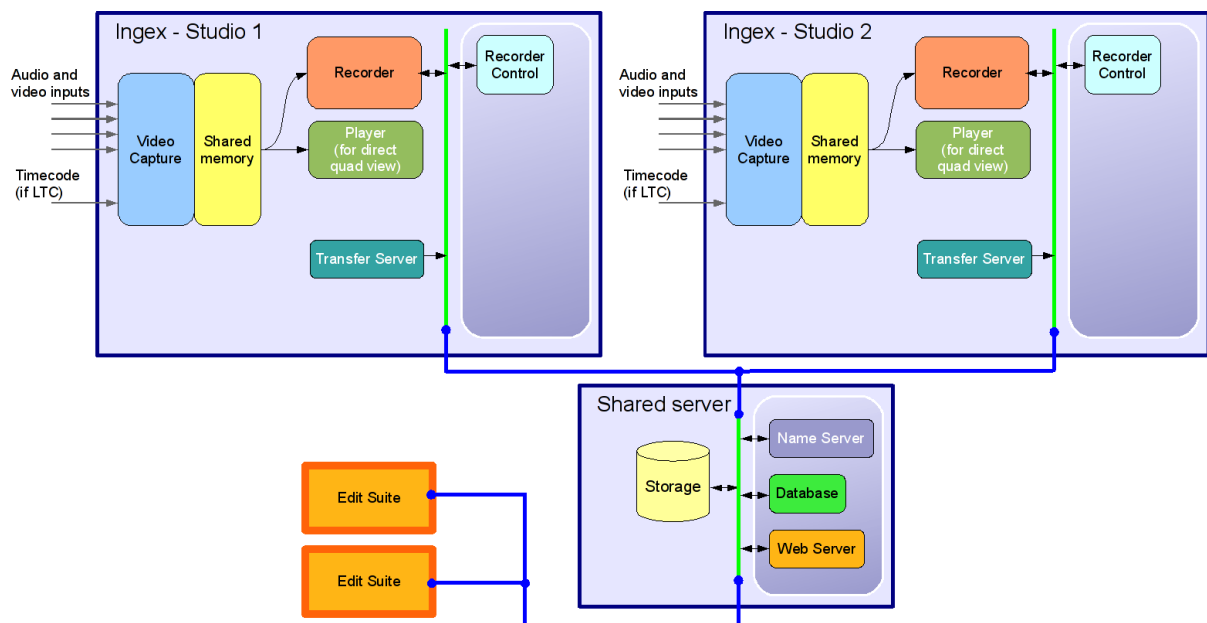 Ingex - Studio 1
Audio and
video inputs
Timecode
(if LTC)
Video
Capture
Shared
memory
Recorder
Player
(for direct
quad view)
Transfer Server
Recorder
Control
Ingex - Studio 2
Audio and
video inputs
Timecode
(if LTC)
Video
Capture
Shared
memory
Recorder
Player
(for direct
quad view)
Transfer Server
Recorder
Control
Shared server
Storage
Name Server
Database
Web Server
Edit Suite
Edit Suite